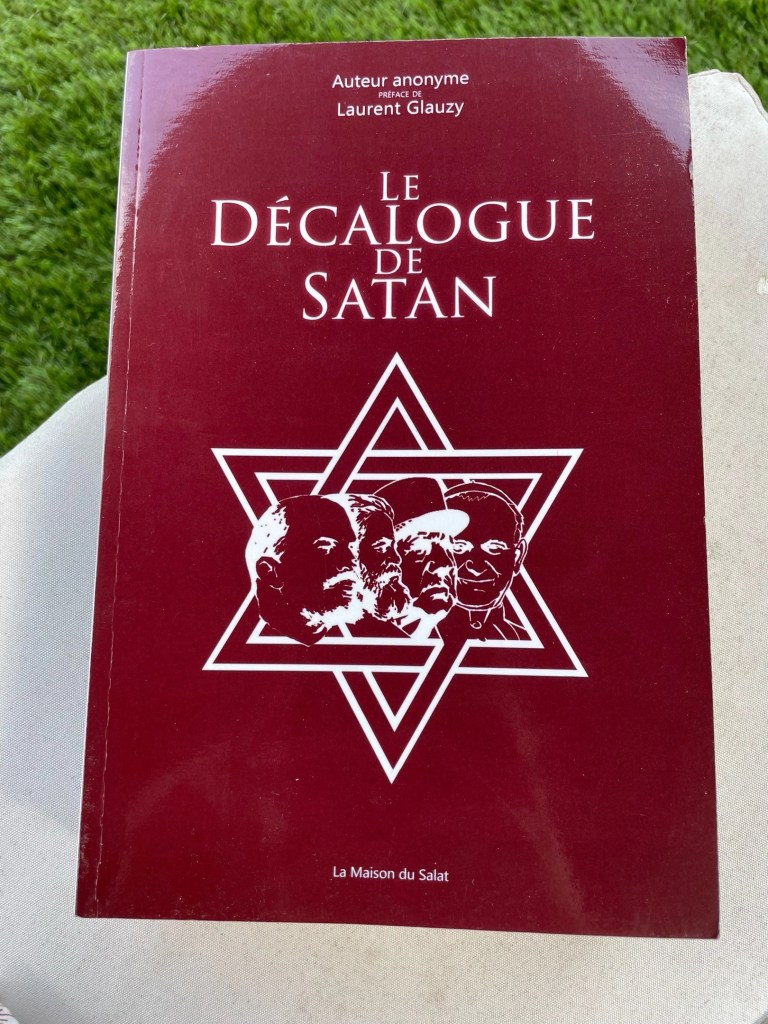 Auteur anonyme
PRÉFACE DE
Laurent Glauzy
LE
DÉCALOGUE
DE
SATAN
La Maison du Salat